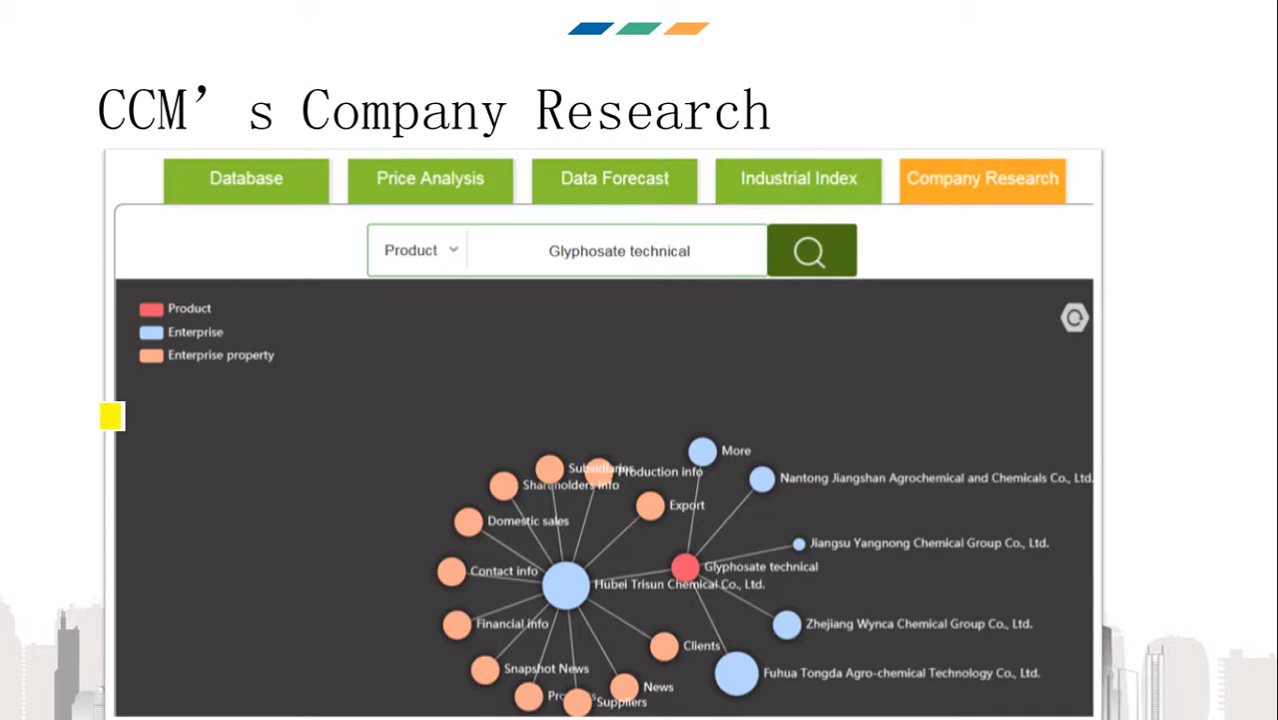 CCM’s Company Research
Database
Price Analysis
Data Forecast
Industrial Index
Company Research
Product
Glyphosate technical
Product
Enterprise
Enterprise property
More
Subsidiaries
Production info
Nantong Jiangshan Agrochemical and Chemicals Co., Ltd.
Shareholders info
Export
Domestic sales
Jiangsu Yangnong Chemical Group Co., Ltd.
Glyphosate technical
Contact info
Hubei Trisun Chemical Co., Ltd.
Financial info
Zhejiang Wynca Chemical Group Co., Ltd.
Clients
Snapshot News
Fuhua Tongda Agro-chemical Technology Co., Ltd.
News
Suppliers